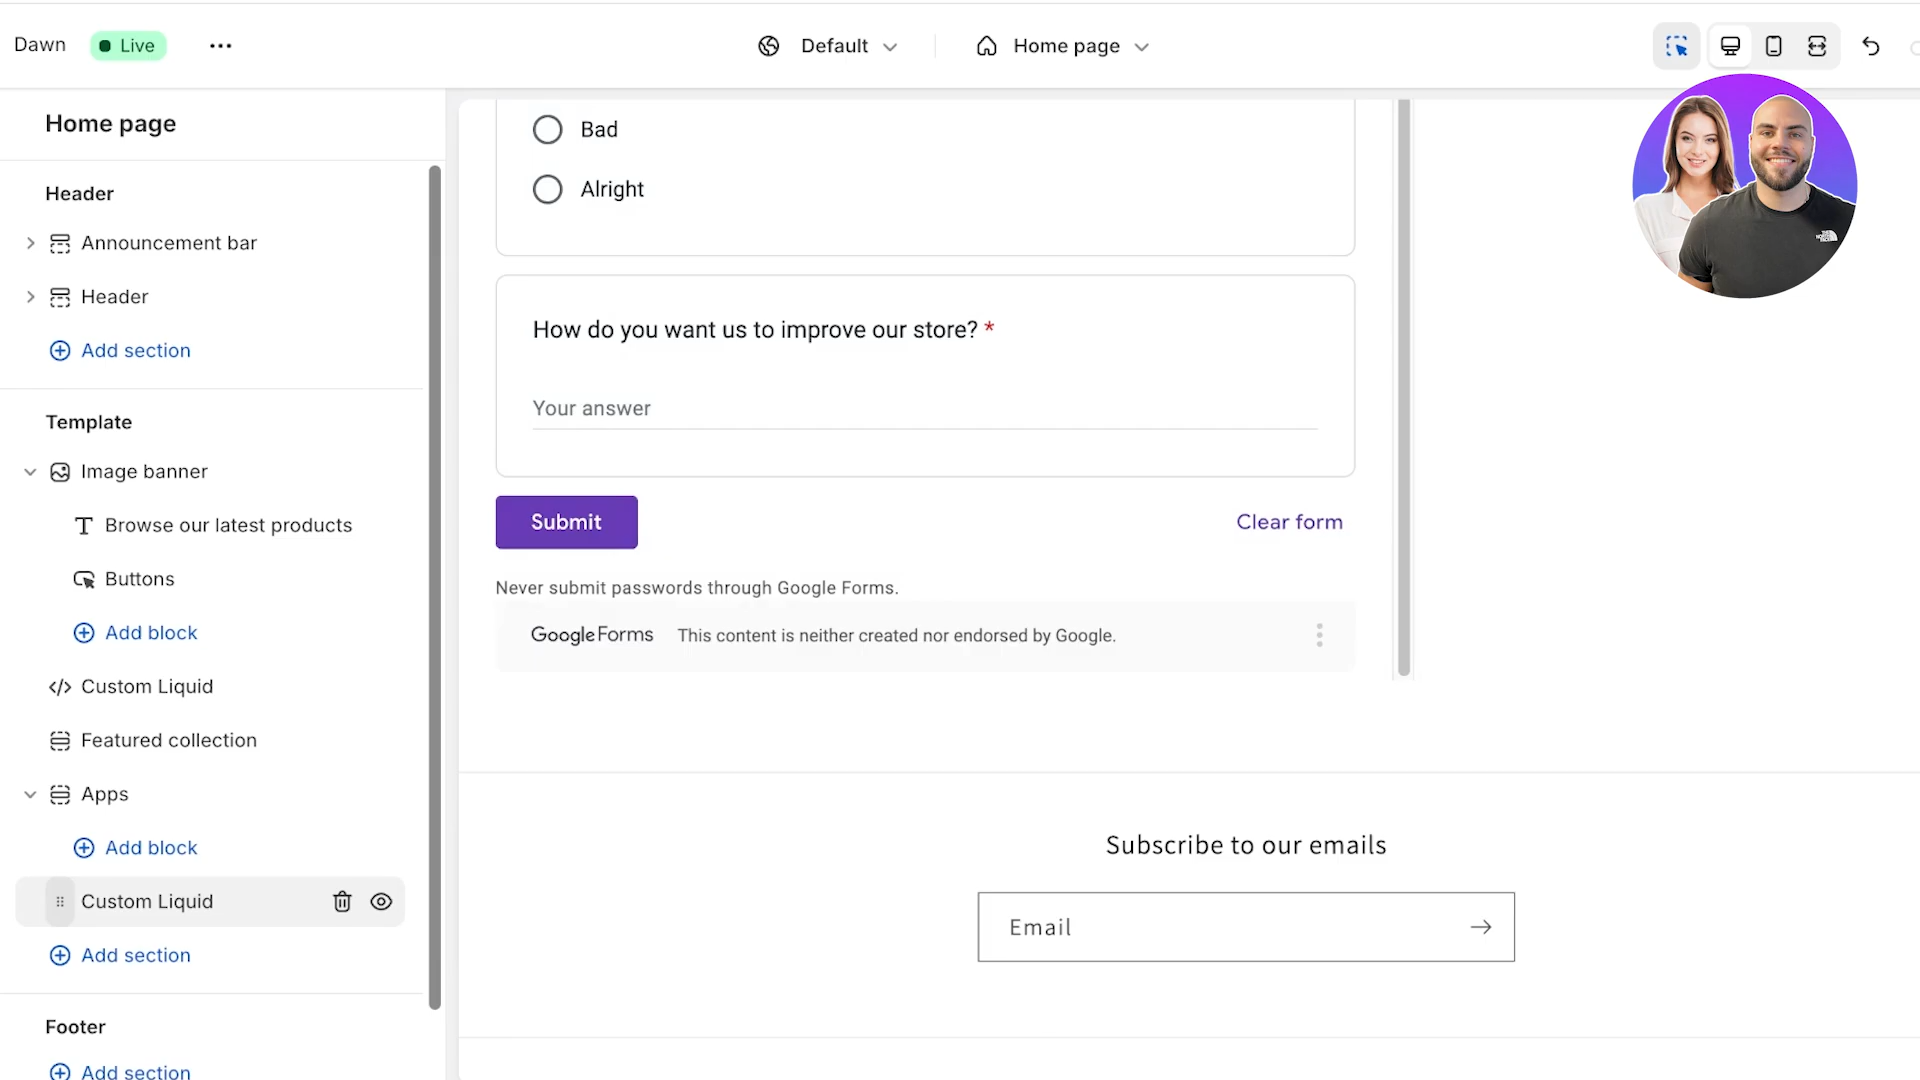 Dawn
Live
Default
Home page
Home page
Header
Announcement bar
Header
Add section
Template
Image banner
Browse our latest products
Buttons
Add block
Custom Liquid
Featured collection
Apps
Add block
Custom Liquid
Add section
Footer
Add section
Bad
Alright
How do you want us to improve our store? *
Your answer
Submit
Clear form
Never submit passwords through Google Forms.
Google Forms This content is neither created nor endorsed by Google.
Subscribe to our emails
Email